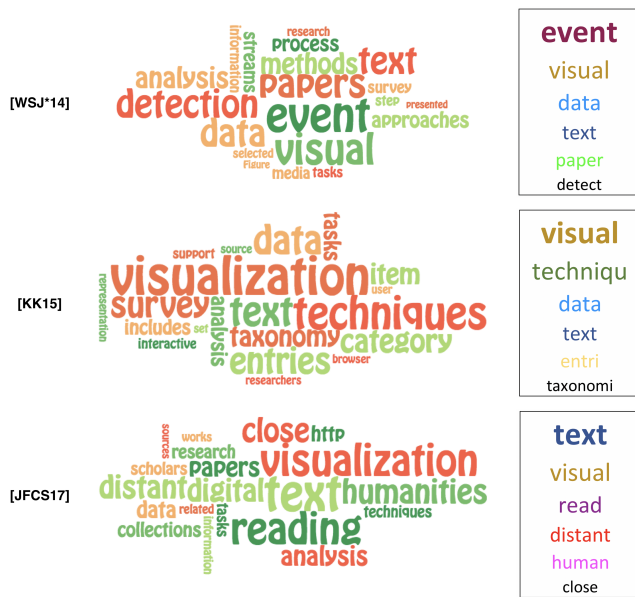 [WSJ*14]
research
process
information
streams
methods
text
analysis
papers
survey
step
presented
detection
event
approaches
data
visual
selected
Figure
media
tasks
event
visual
data
text
paper
detect
[KK15]
tasks
data
support
source
visualization
item
user
representation
survey
analysis
text
techniques
includes
set
interactive
taxonomy
category
entries
browser
researchers
visual
techniqu
data
text
entri
taxonomi
[JFCS17]
close
http
sources
works
research
scholars
papers
visualization
distant
digital
text
humanities
data
related
information
tasks
reading
techniques
collections
analysis
text
visual
read
distant
human
close